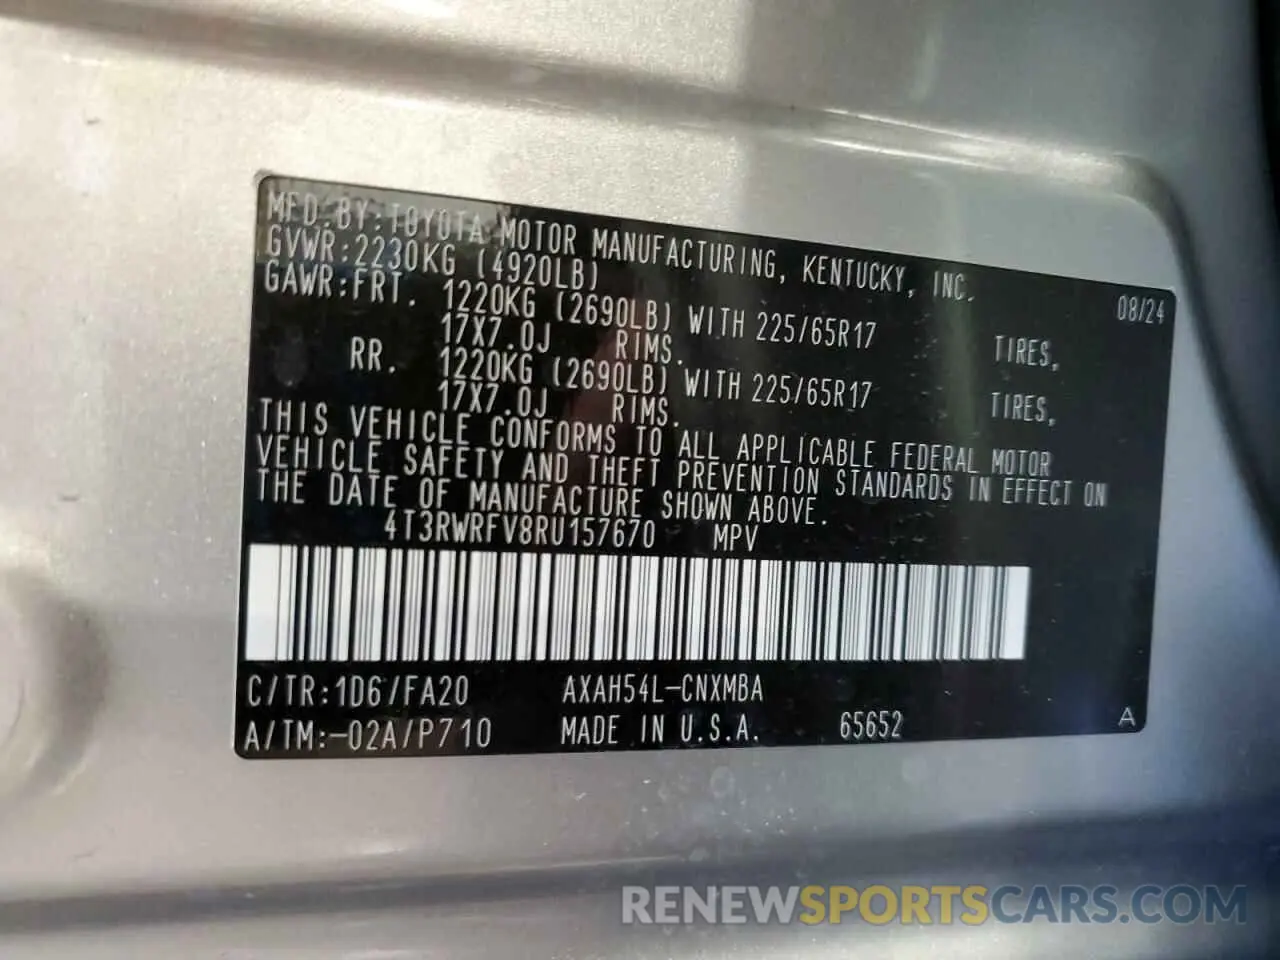 MFD. BY: TOYOTA MOTOR MANUFACTURING, KENTUCKY, INC.
GVWR: 2230KG (4920LB) 08/24
GAWR: FRT. 1220KG (2690LB) WITH 225/65R17 TIRES,
17X7.0J RIMS.
RR. 1220KG (2690LB) WITH 225/65R17 TIRES,
17X7.0J RIMS.
THIS VEHICLE CONFORMS TO ALL APPLICABLE FEDERAL MOTOR
VEHICLE SAFETY AND THEFT PREVENTION STANDARDS IN EFFECT ON
THE DATE OF MANUFACTURE SHOWN ABOVE.
4T3RWRFV8RU157670 MPV
C/TR: 1D6/FA20 AXAH54L-CNXMBA
A/TM:-02A/P710 MADE IN U.S.A. 65652 A
RENEWSPORTSCARS.COM